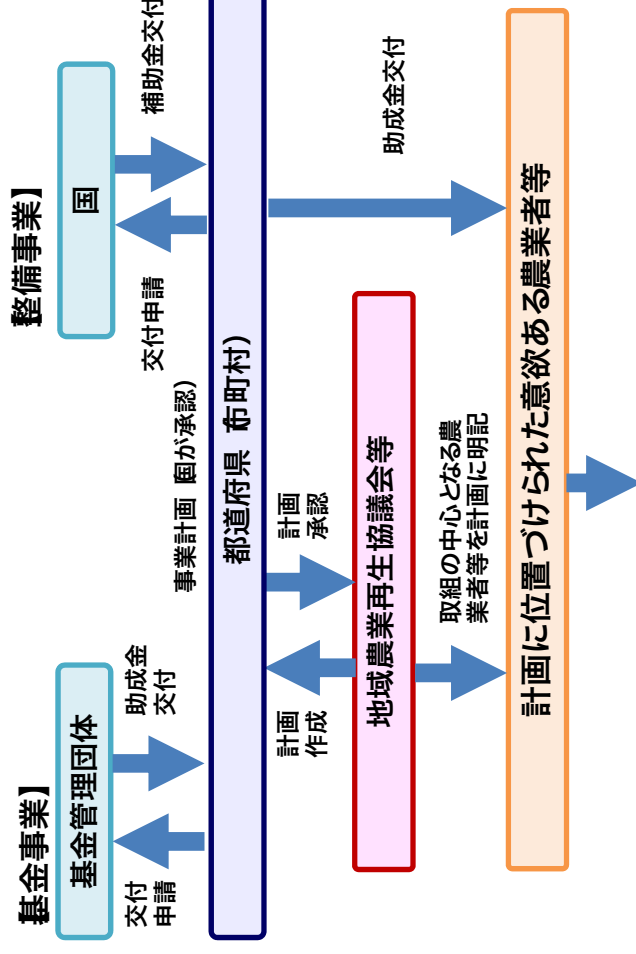 【基金事業】
基金管理団体
交付
申請
助成金
交付
【整備事業】
国
交付申請
補助金交付
事業計画（国が承認）
都道府県（市町村）
計画
作成
計画
承認
助成金交付
地域農業再生協議会等
取組の中心となる農
業者等を計画に明記
計画に位置づけられた意欲ある農業者等